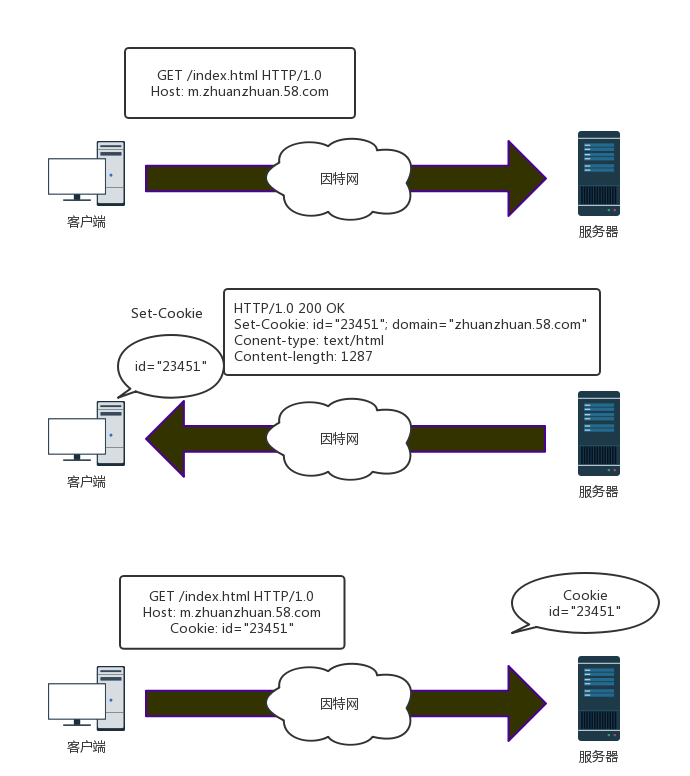 GET /index.html HTTP/1.0
Host: m.zhuanzhuan.58.com
因特网
客户端
服务器
Set-Cookie
id="23451"
HTTP/1.0 200 OK
Set-Cookie: id="23451"; domain="zhuanzhuan.58.com"
Conent-type: text/html
Content-length: 1287
因特网
客户端
服务器
GET /index.html HTTP/1.0
Host: m.zhuanzhuan.58.com
Cookie: id="23451"
Cookie
id="23451"
因特网
客户端
服务器